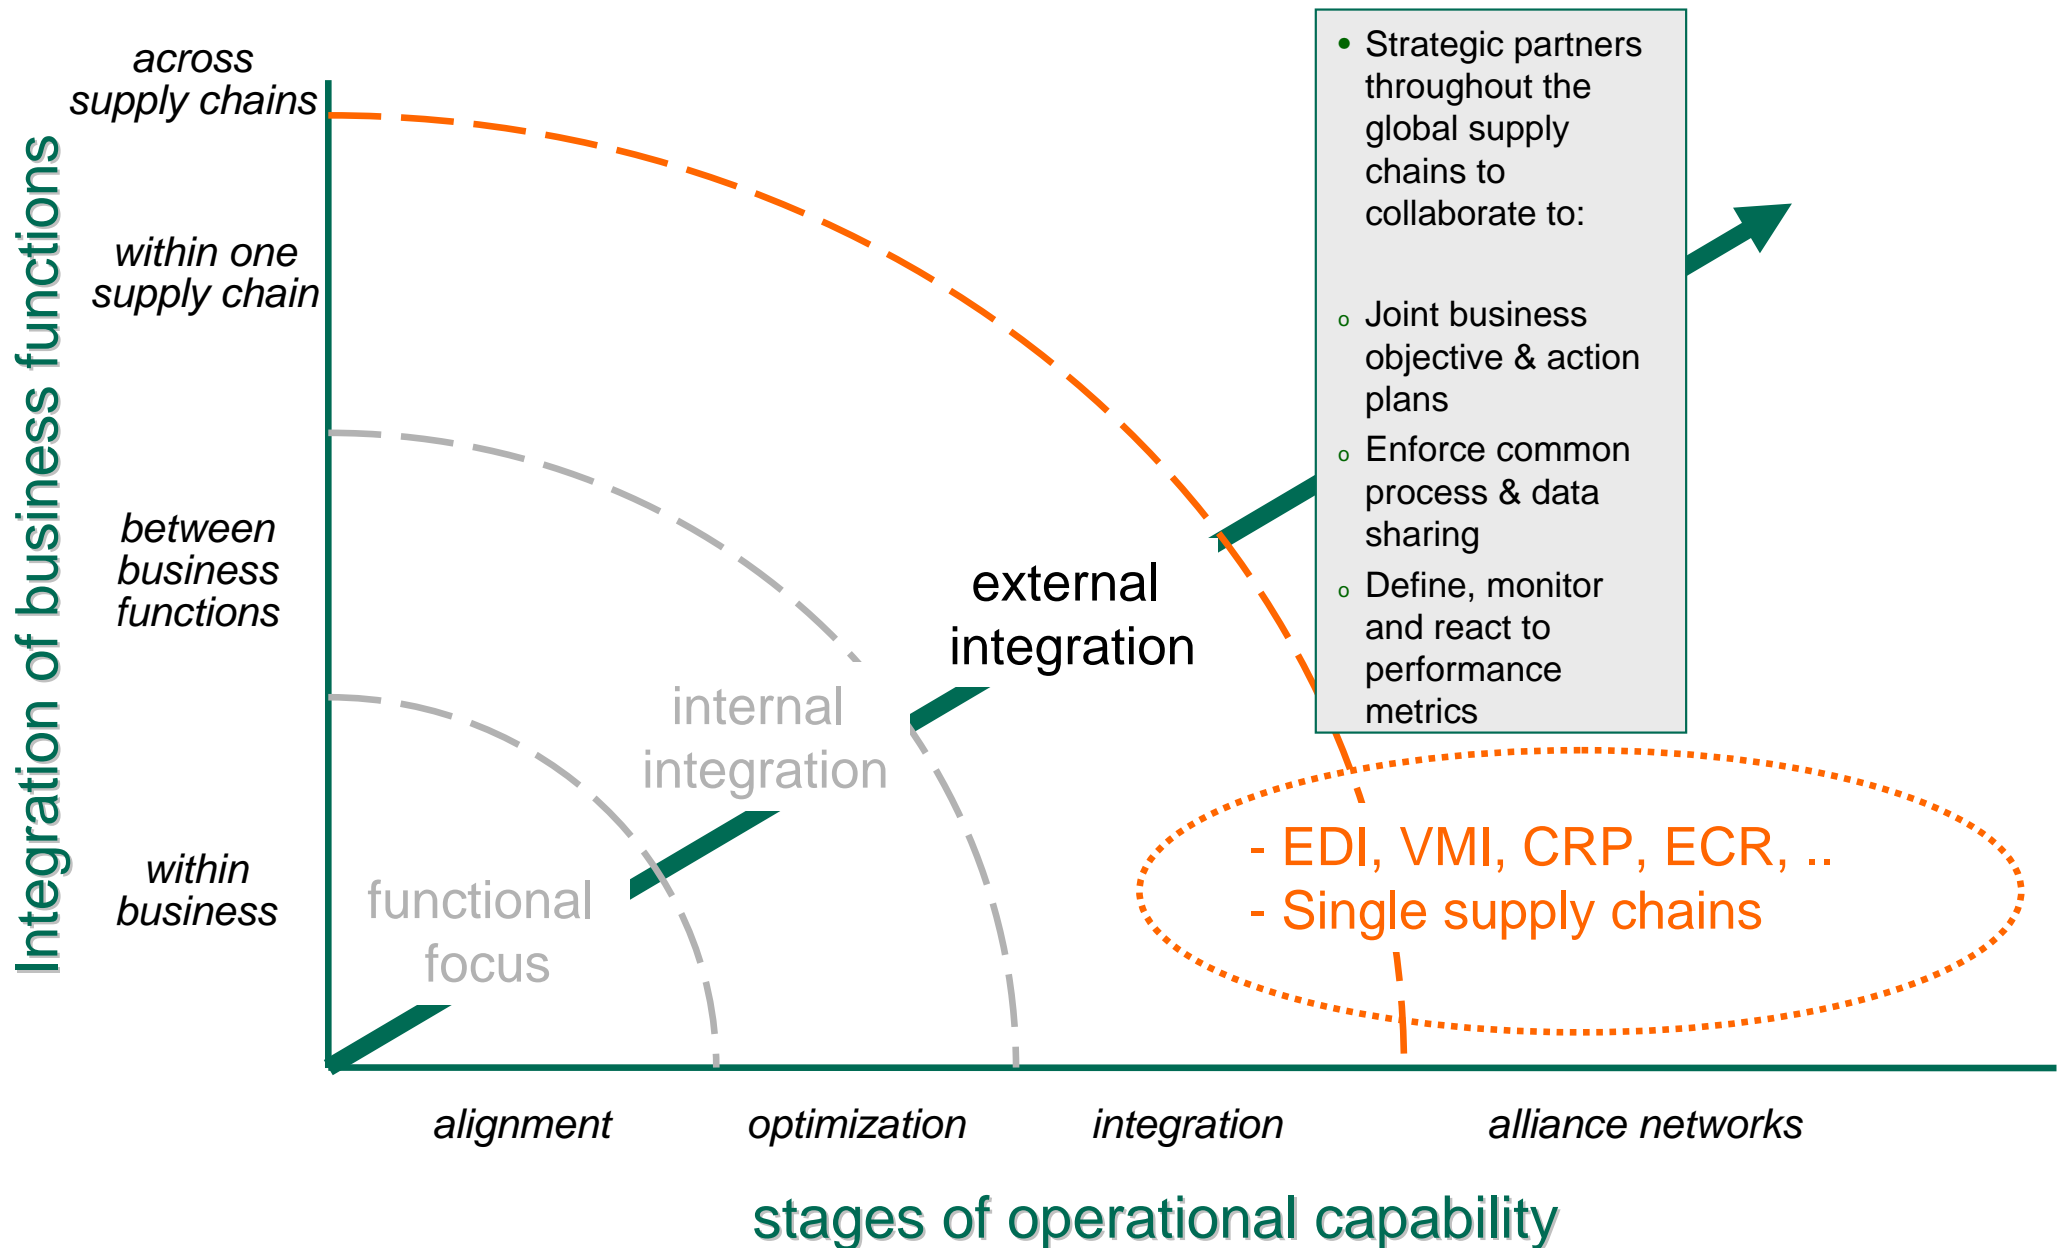 across
supply chains
within one
supply chain
between
business
functions
within
business
Integration of business functions
• Strategic partners
throughout the
global supply
chains to
collaborate to:
o Joint business
objective & action
plans
o Enforce common
process & data
sharing
o Define, monitor
and react to
performance
metrics
external
integration
internal
integration
functional
focus
- EDI, VMI, CRP, ECR, ..
- Single supply chains
alignment
optimization
integration
alliance networks
stages of operational capability